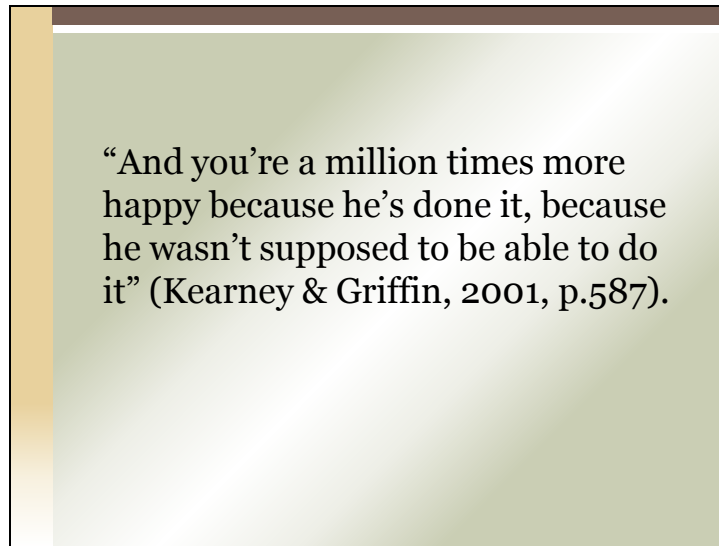 “And you’re a million times more
happy because he’s done it, because
he wasn’t supposed to be able to do
it” (Kearney & Griffin, 2001, p.587).